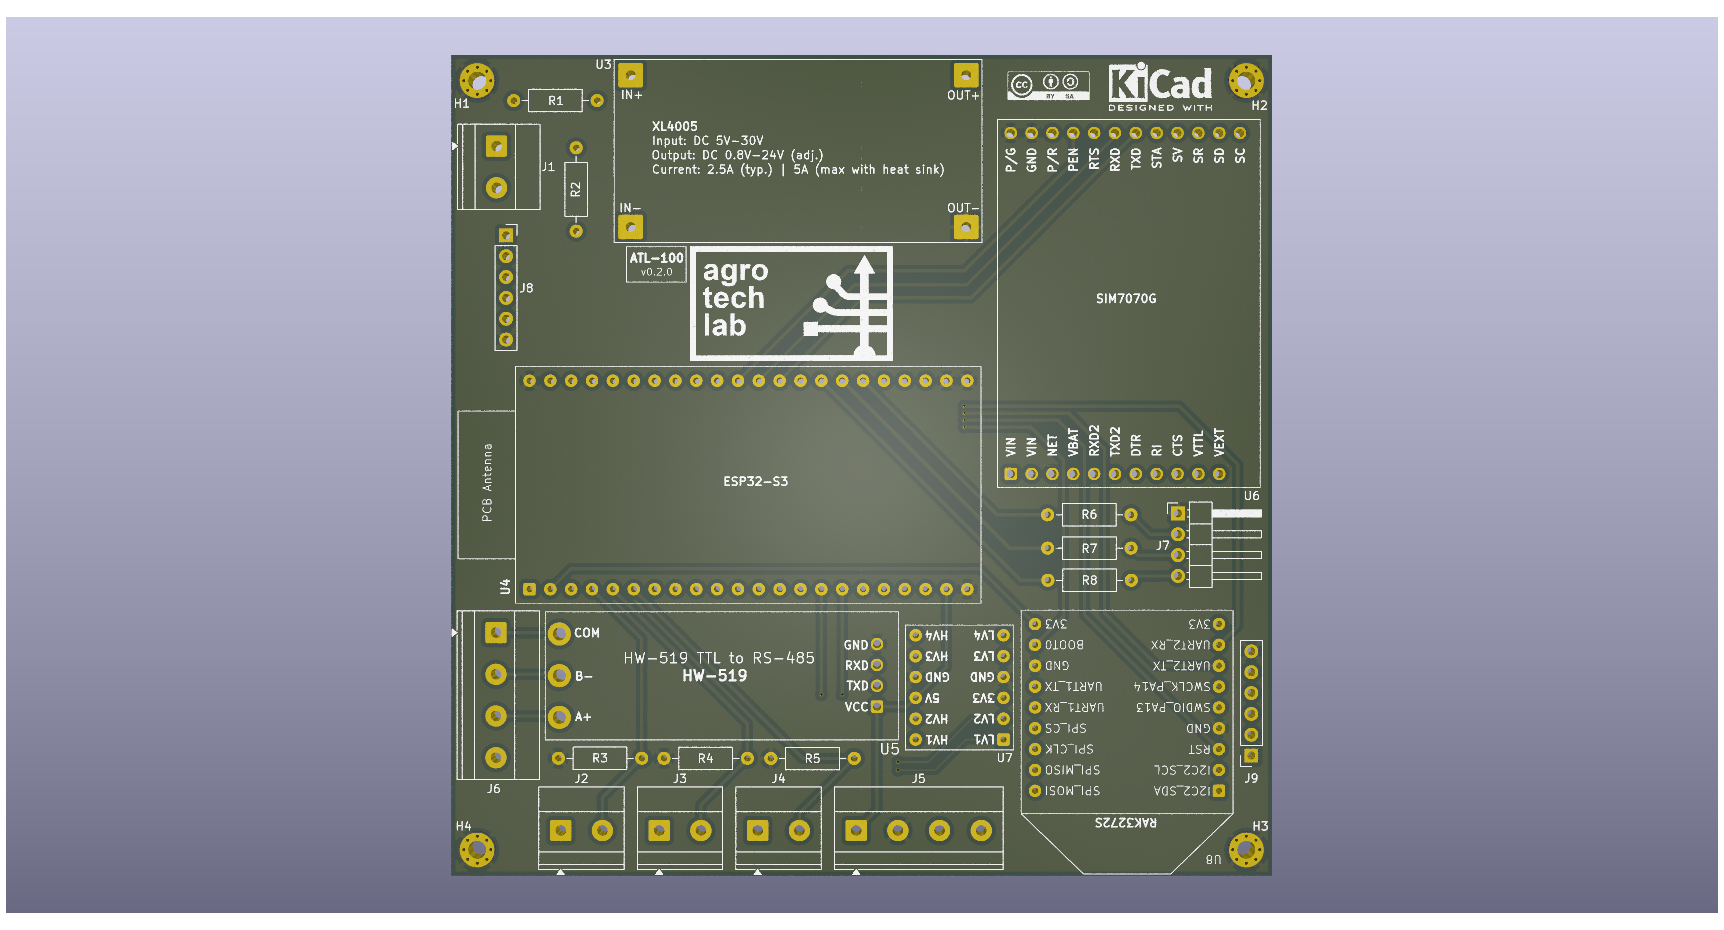 H1
R1
U3
IN+
OUT+
cc
BY SA
KiCad
DESIGNED WITH
H2
XL4005
Input: DC 5V-30V
Output: DC 0.8V-24V (adj.)
Current: 2.5A (typ.) | 5A (max with heat sink)
J1
R2
IN-
OUT-
P/G
GND
P/R
PEN
RTS
RXD
TXD
STA
SV
SR
SD
SC
ATL-100
v0.2.0
agro
tech
lab
J8
SIM7070G
VIN
VIN
NET
VBAT
RXD2
TXD2
DTR
RI
CTS
VTTL
VEXT
U6
PCB Antenna
ESP32-S3
U4
R6
R7
R8
J7
COM
B-
A+
HW-519 TTL to RS-485
HW-519
GND
RXD
TXD
VCC
U5
HV4
HV3
GND
5V
HV2
HV1
LV4
LV3
GND
3V3
LV2
LV1
U7
3V3
BOOT0
GND
UART1_TX
UART1_RX
SPI_CS
SPI_CLK
SPI_MISO
SPI_MOSI
3V3
UART2_RX
UART2_TX
SWCLK_PA14
SWDIO_PA13
GND
RST
I2C2_SCL
I2C2_SDA
RAK3272S
U8
J9
R3
R4
R5
J2
J3
J4
J5
J6
H4
H3